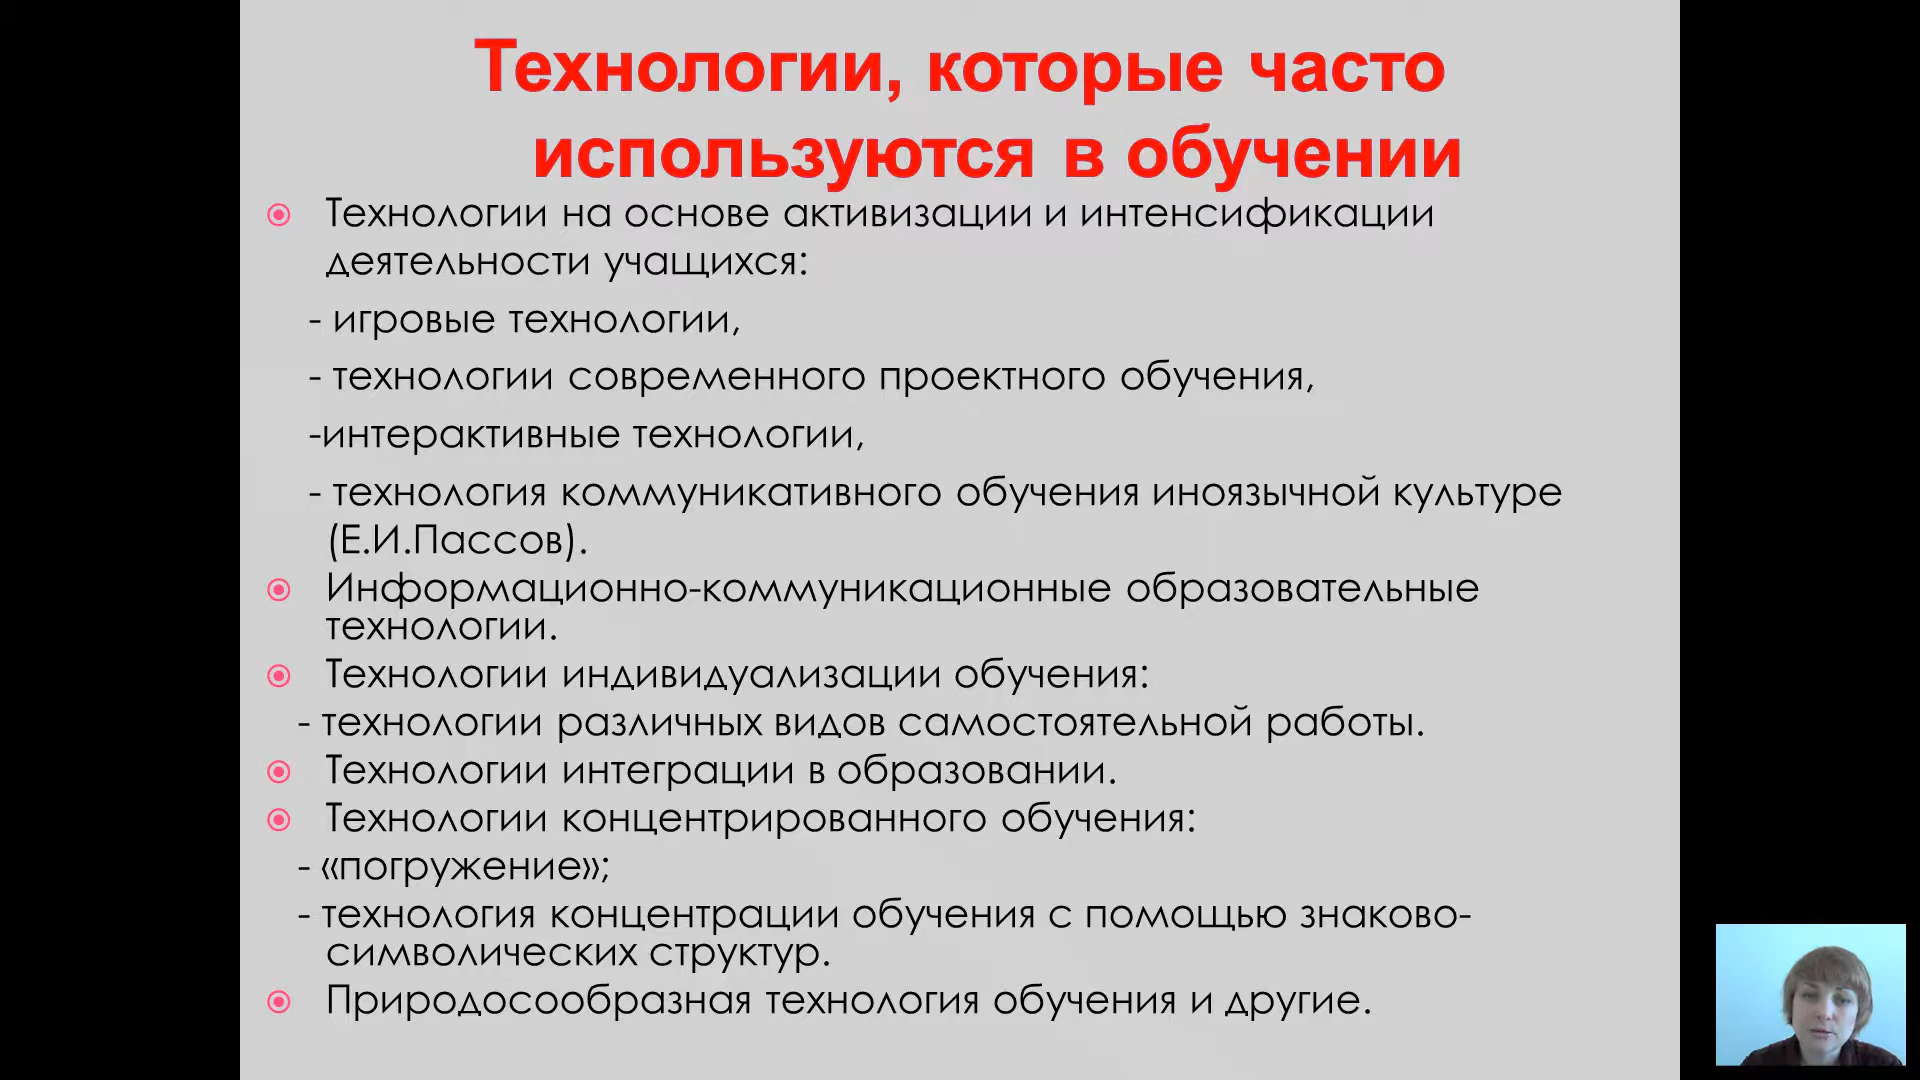 Технологии, которые часто
используются в обучении
Технологии на основе активизации и интенсификации
деятельности учащихся:
- игровые технологии,
- технологии современного проектного обучения,
-интерактивные технологии,
- технология коммуникативного обучения иноязычной культуре
(Е.И.Пассов).
Информационно-коммуникационные образовательные
технологии.
Технологии индивидуализации обучения:
- технологии различных видов самостоятельной работы.
Технологии интеграции в образовании.
Технологии концентрированного обучения:
- «погружение»;
- технология концентрации обучения с помощью знаково-
символических структур.
Природосообразная технология обучения и другие.